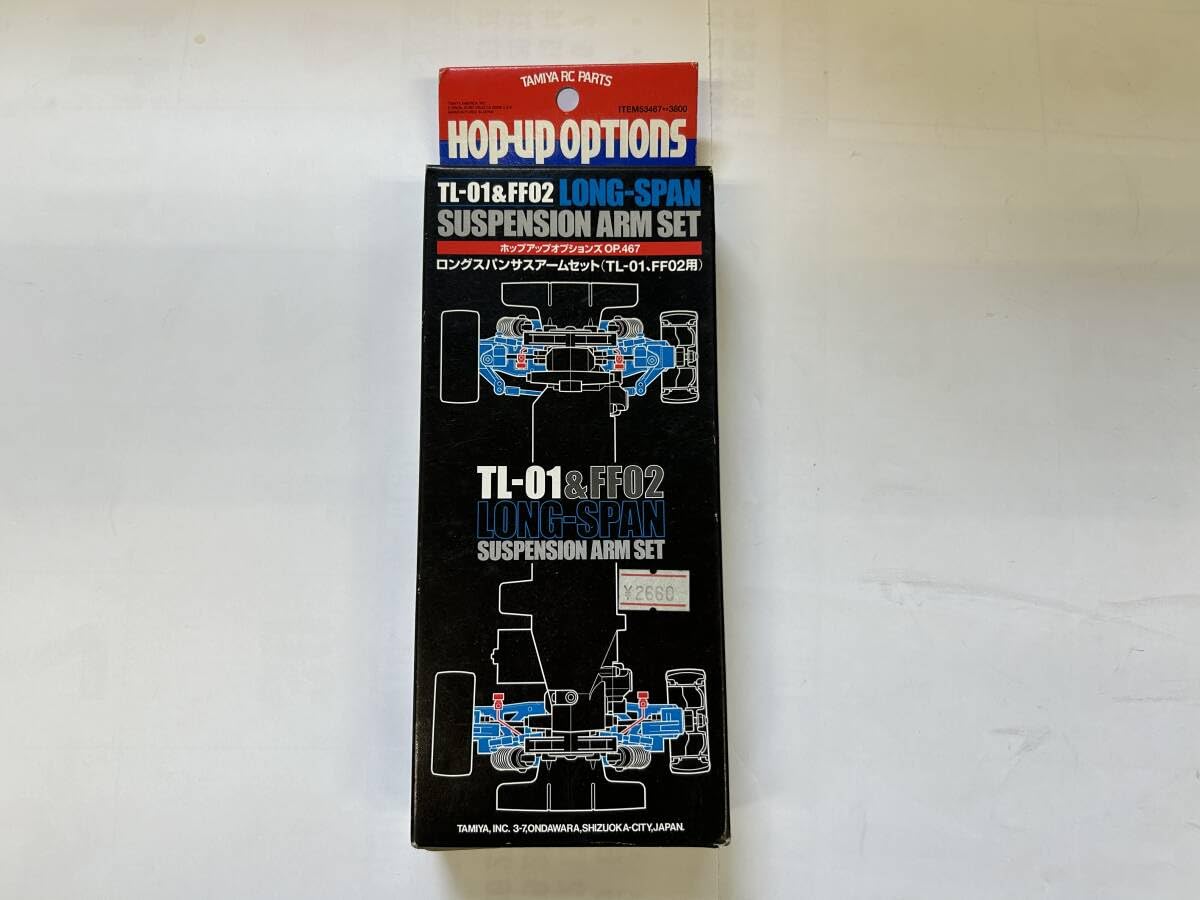 TAMIYA RC PARTS
ITEM53467••3800
HOP-UP OPTIONS
TL-01&FF02 LONG-SPAN
SUSPENSION ARM SET
ホップアップオプションズ OP.467
ロングスパンサスアームセット(TL-01、FF02用)
TL-01&FF02
LONG-SPAN
SUSPENSION ARM SET
¥2660
TAMIYA, INC. 3-7,ONDAWARA,SHIZUOKA-CITY,JAPAN.